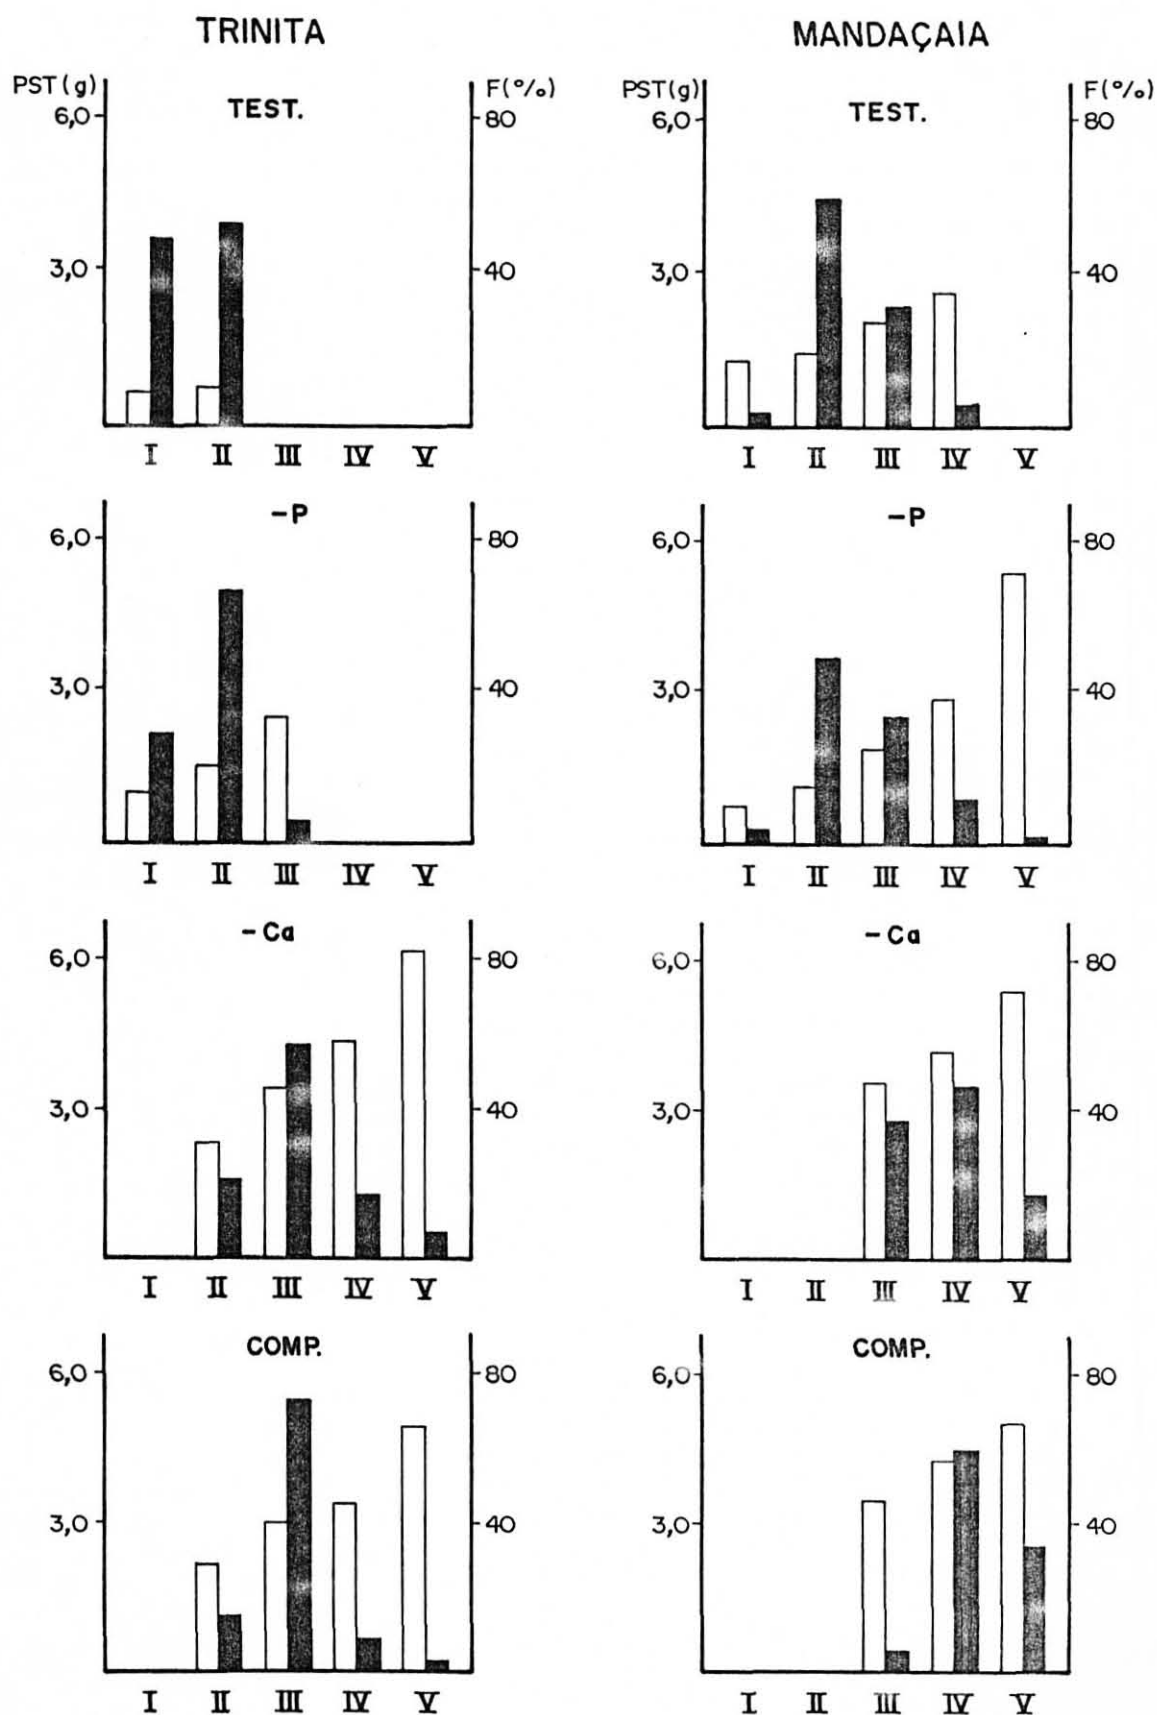 TRINITA
PST(g)
F(%)
TEST.
6,0
80
3,0
40
I II III IV V
-P
6,0
80
3,0
40
I II III IV V
-Ca
6,0
80
3,0
40
I II III IV V
COMP.
6,0
80
3,0
40
I II III IV V
MANDAÇAIA
PST(g)
F(%)
TEST.
6,0
80
3,0
40
I II III IV V
-P
6,0
80
3,0
40
I II III IV V
-Ca
6,0
80
3,0
40
I II III IV V
COMP.
6,0
80
3,0
40
I II III IV V